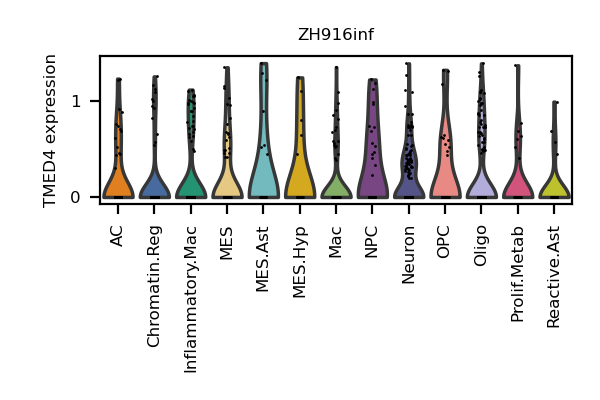 ZH916inf
TMED4 expression
1
0
AC
Chromatin.Reg
Inflammatory.Mac
MES
MES.Ast
MES.Hyp
Mac
NPC
Neuron
OPC
Oligo
Prolif.Metab
Reactive.Ast